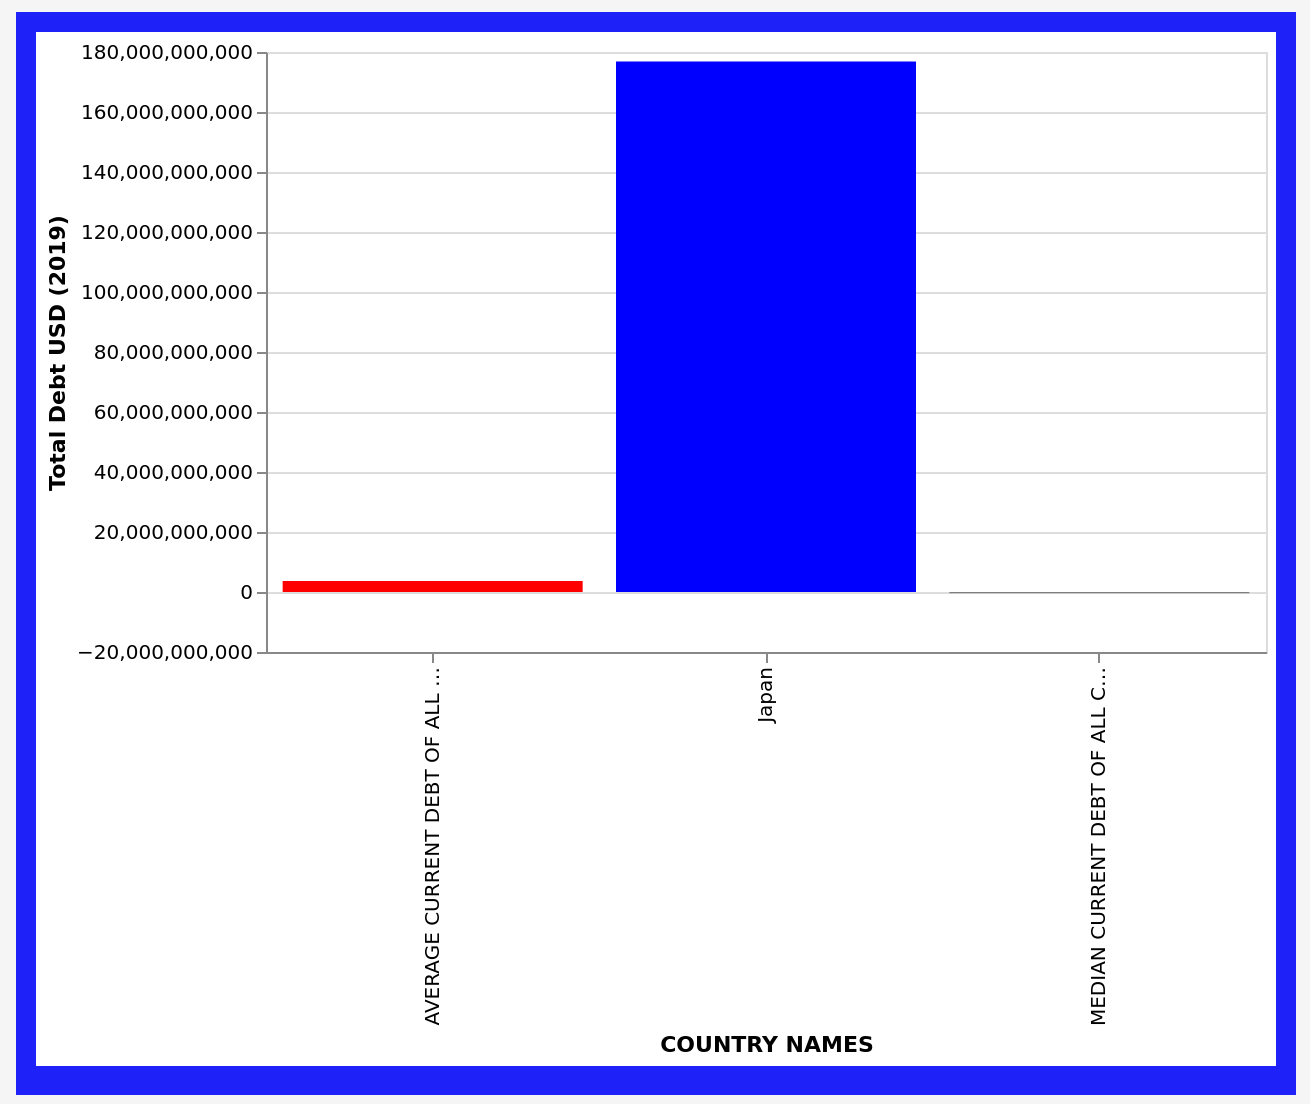 180,000,000,000
160,000,000,000
140,000,000,000
120,000,000,000
100,000,000,000
80,000,000,000
60,000,000,000
40,000,000,000
20,000,000,000
0
−20,000,000,000
Total Debt USD (2019)
AVERAGE CURRENT DEBT OF ALL ...
Japan
MEDIAN CURRENT DEBT OF ALL C...
COUNTRY NAMES